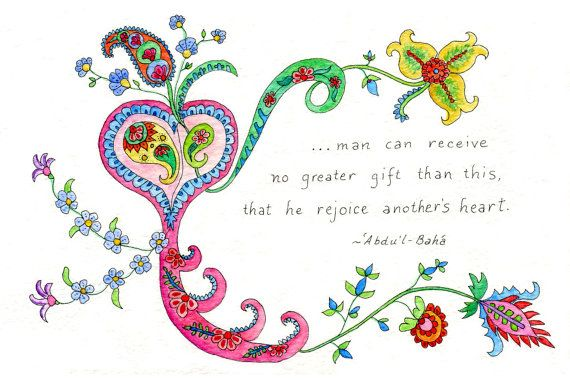 ...man can receive
no greater gift than this,
that he rejoice another's heart.
~'Abdu'l-Bahá